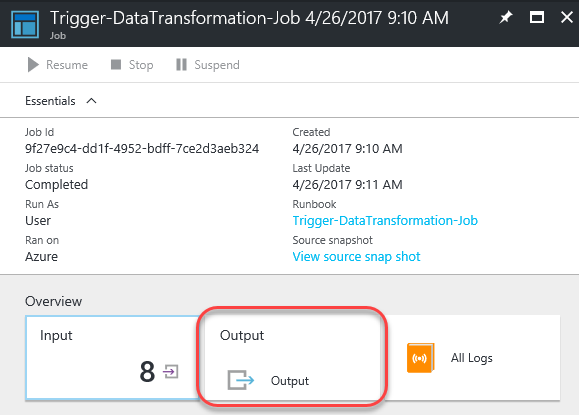 Trigger-DataTransformation-Job 4/26/2017 9:10 AM
Job
Resume Stop Suspend
Essentials
Job Id
9f27e9c4-dd1f-4952-bdff-7ce2d3aeb324
Job status
Completed
Run As
User
Ran on
Azure
Created
4/26/2017 9:10 AM
Last Update
4/26/2017 9:11 AM
Runbook
Trigger-DataTransformation-Job
Source snapshot
View source snap shot
Overview
Input
8
Output
Output
All Logs